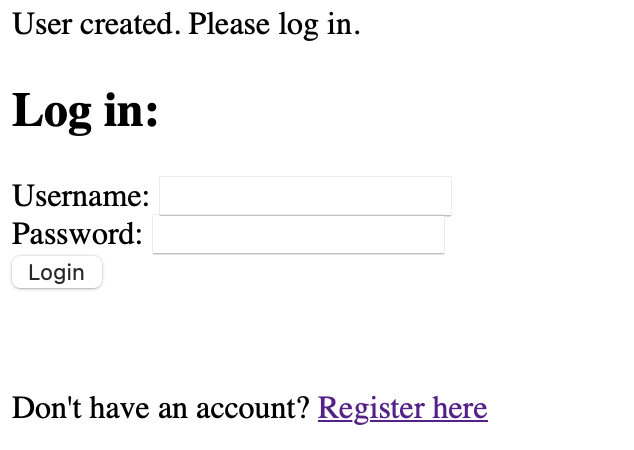 User created. Please log in.
Log in:
Username:
Password:
Login
Don't have an account? Register here